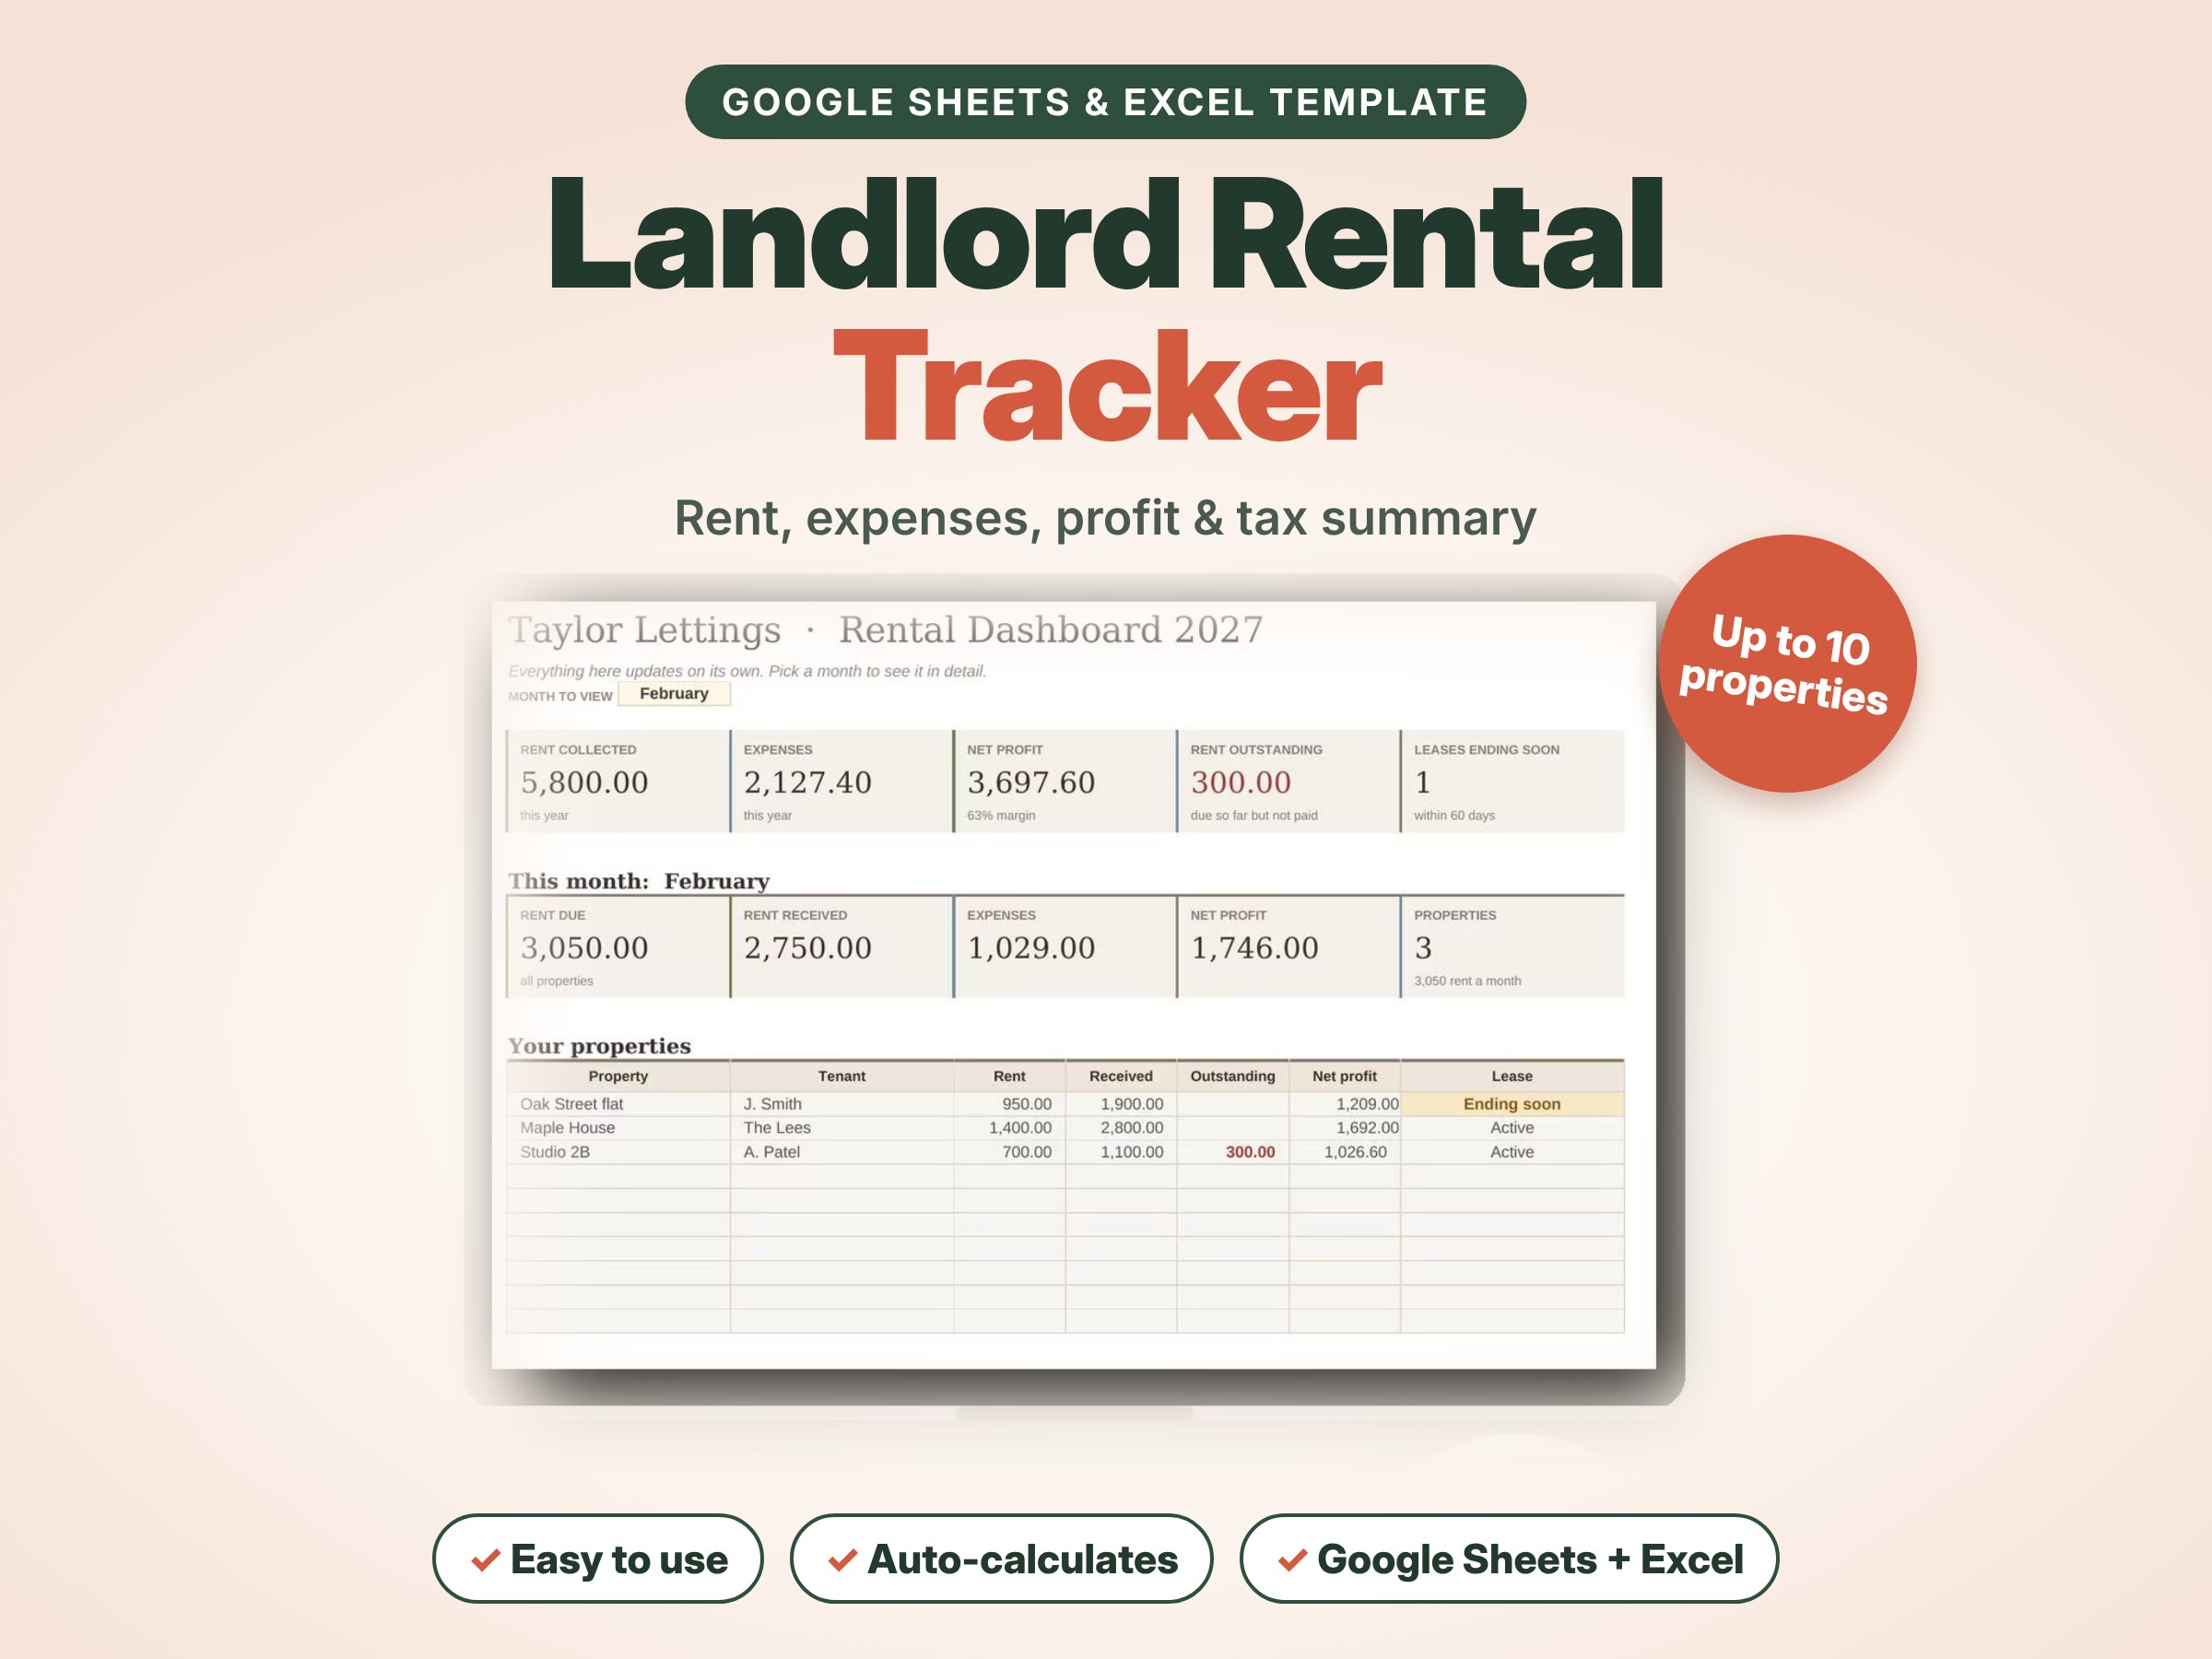 GOOGLE SHEETS & EXCEL TEMPLATE
Landlord Rental
Tracker
Rent, expenses, profit & tax summary
Up to 10
properties
Taylor Lettings · Rental Dashboard 2027
Everything here updates on its own. Pick a month to see it in detail.
MONTH TO VIEW February
RENT COLLECTED EXPENSES NET PROFIT RENT OUTSTANDING LEASES ENDING SOON
5,800.00 2,127.40 3,697.60 300.00 1
this year this year 63% margin due so far but not paid within 60 days
This month: February
RENT DUE RENT RECEIVED EXPENSES NET PROFIT PROPERTIES
3,050.00 2,750.00 1,029.00 1,746.00 3
all properties 3,050 rent a month
Your properties
Property Tenant Rent Received Outstanding Net profit Lease
Oak Street flat J. Smith 950.00 1,900.00 1,209.00 Ending soon
Maple House The Lees 1,400.00 2,800.00 1,692.00 Active
Studio 2B A. Patel 700.00 1,100.00 300.00 1,026.60 Active
✓ Easy to use
✓ Auto-calculates
✓ Google Sheets + Excel